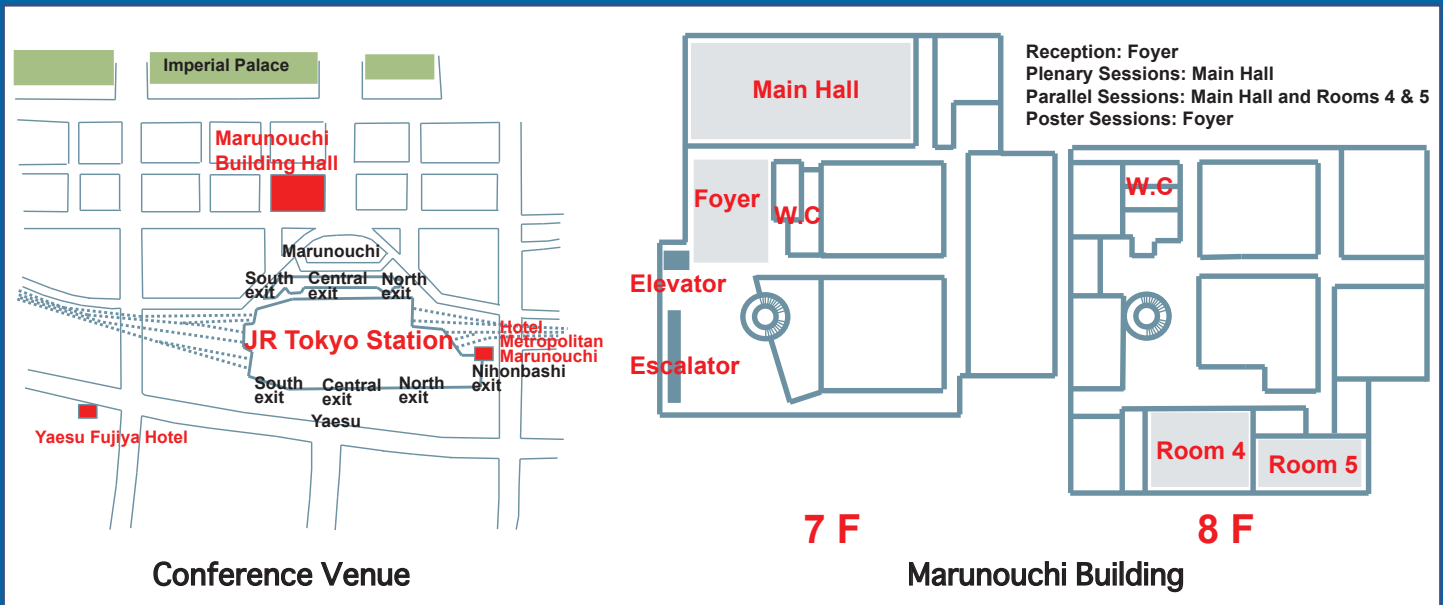 Imperial Palace
Marunouchi
Building Hall
Marunouchi
South
exit
Central
exit
North
exit
JR Tokyo Station
Hotel
Metropolitan
Marunouchi
Nihonbashi
exit
South
exit
Central
exit
North
exit
Yaesu
Yaesu Fujiya Hotel
Conference Venue
Main Hall
Foyer
W.C
Elevator
Escalator
7 F
Reception: Foyer
Plenary Sessions: Main Hall
Parallel Sessions: Main Hall and Rooms 4 & 5
Poster Sessions: Foyer
W.C
Room 4
Room 5
8 F
Marunouchi Building